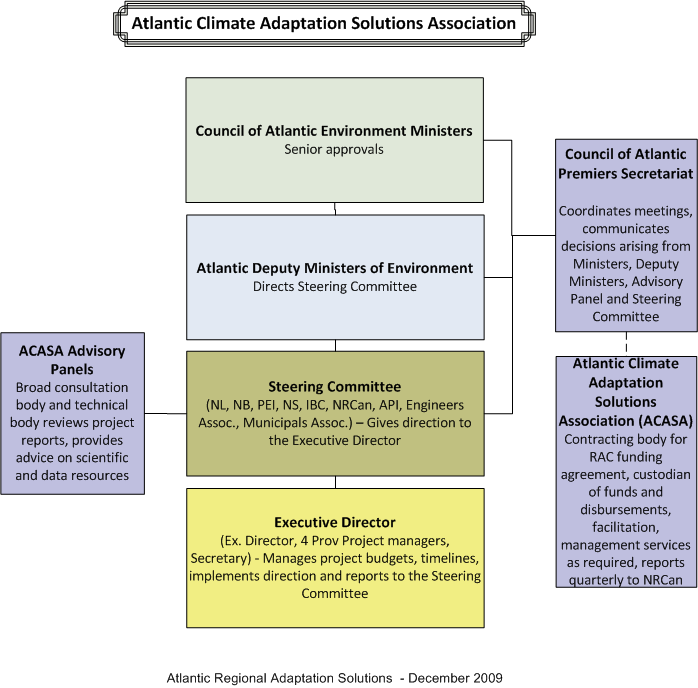 Atlantic Climate Adaptation Solutions Association
Council of Atlantic Environment Ministers
Senior approvals
Atlantic Deputy Ministers of Environment
Directs Steering Committee
Steering Committee
(NL, NB, PEI, NS, IBC, NRCan, API, Engineers
Assoc., Municipals Assoc.) – Gives direction to
the Executive Director
Executive Director
(Ex. Director, 4 Prov Project managers,
Secretary) - Manages project budgets, timelines,
implements direction and reports to the Steering
Committee
ACASA Advisory
Panels
Broad consultation
body and technical
body reviews project
reports, provides
advice on scientific
and data resources
Council of Atlantic
Premiers Secretariat
Coordinates meetings,
communicates
decisions arising from
Ministers, Deputy
Ministers, Advisory
Panel and Steering
Committee
Atlantic Climate
Adaptation
Solutions
Association (ACASA)
Contracting body for
RAC funding
agreement, custodian
of funds and
disbursements,
facilitation,
management services
as required, reports
quarterly to NRCan
Atlantic Regional Adaptation Solutions - December 2009